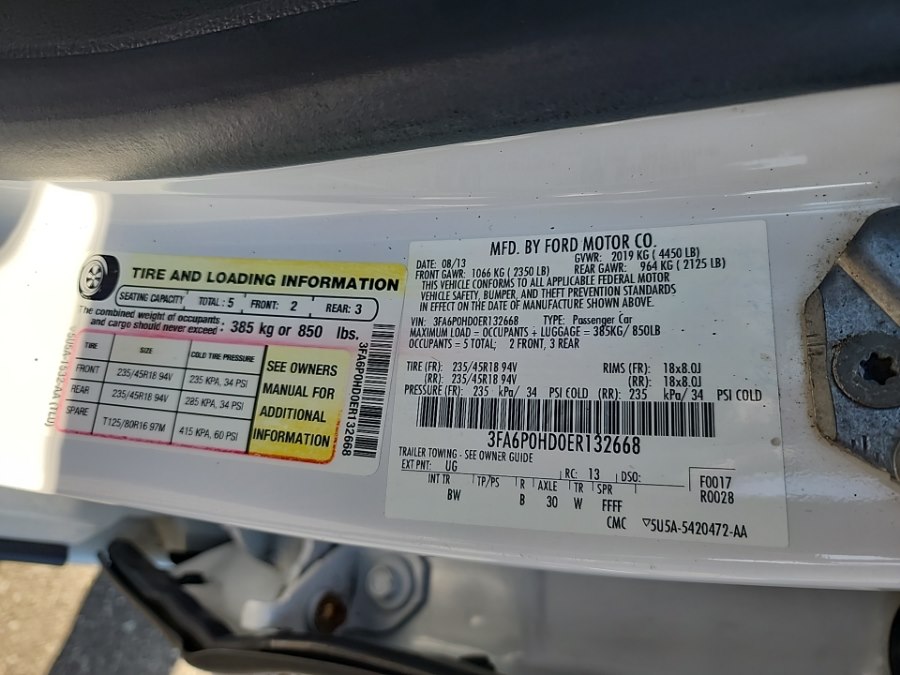 TIRE AND LOADING INFORMATION
SEATING CAPACITY TOTAL : 5 FRONT: 2 REAR: 3
The combined weight of occupants
and cargo should never exceed : 385 kg or 850 lbs.
TIRE SIZE COLD TIRE PRESSURE
FRONT 235/45R18 94V 235 KPA, 34 PSI
REAR 235/45R18 94V 235 KPA, 34 PSI
SPARE T125/80R16 97M 415 KPA, 60 PSI
SEE OWNERS
MANUAL FOR
ADDITIONAL
INFORMATION
3FA6P0HD0ER132668
MFD. BY FORD MOTOR CO.
DATE: 08/13 GVWR: 2019 KG ( 4450 LB)
FRONT GAWR: 1066 KG ( 2350 LB) REAR GAWR: 964 KG ( 2125 LB)
THIS VEHICLE CONFORMS TO ALL APPLICABLE FEDERAL MOTOR
VEHICLE SAFETY, BUMPER, AND THEFT PREVENTION STANDARDS
IN EFFECT ON THE DATE OF MANUFACTURE SHOWN ABOVE.
VIN: 3FA6P0HD0ER132668 TYPE: Passenger Car
MAXIMUM LOAD = OCCUPANTS + LUGGAGE = 385KG/ 850LB
OCCUPANTS = 5 TOTAL; 2 FRONT, 3 REAR
TIRE (FR): 235/45R18 94V RIMS (FR): 18x8.0J
(RR): 235/45R18 94V (RR): 18x8.0J
PRESSURE (FR): 235 kPa/ 34 PSI COLD (RR): 235 kPa/ 34 PSI COLD
3FA6P0HD0ER132668
TRAILER TOWING - SEE OWNER GUIDE
EXT PNT: UG RC: 13 DSO: F0017
R0028
INT TR TP/PS R AXLE TR SPR
BW B 30 W FFFF
CMC ▽5U5A-5420472-AA